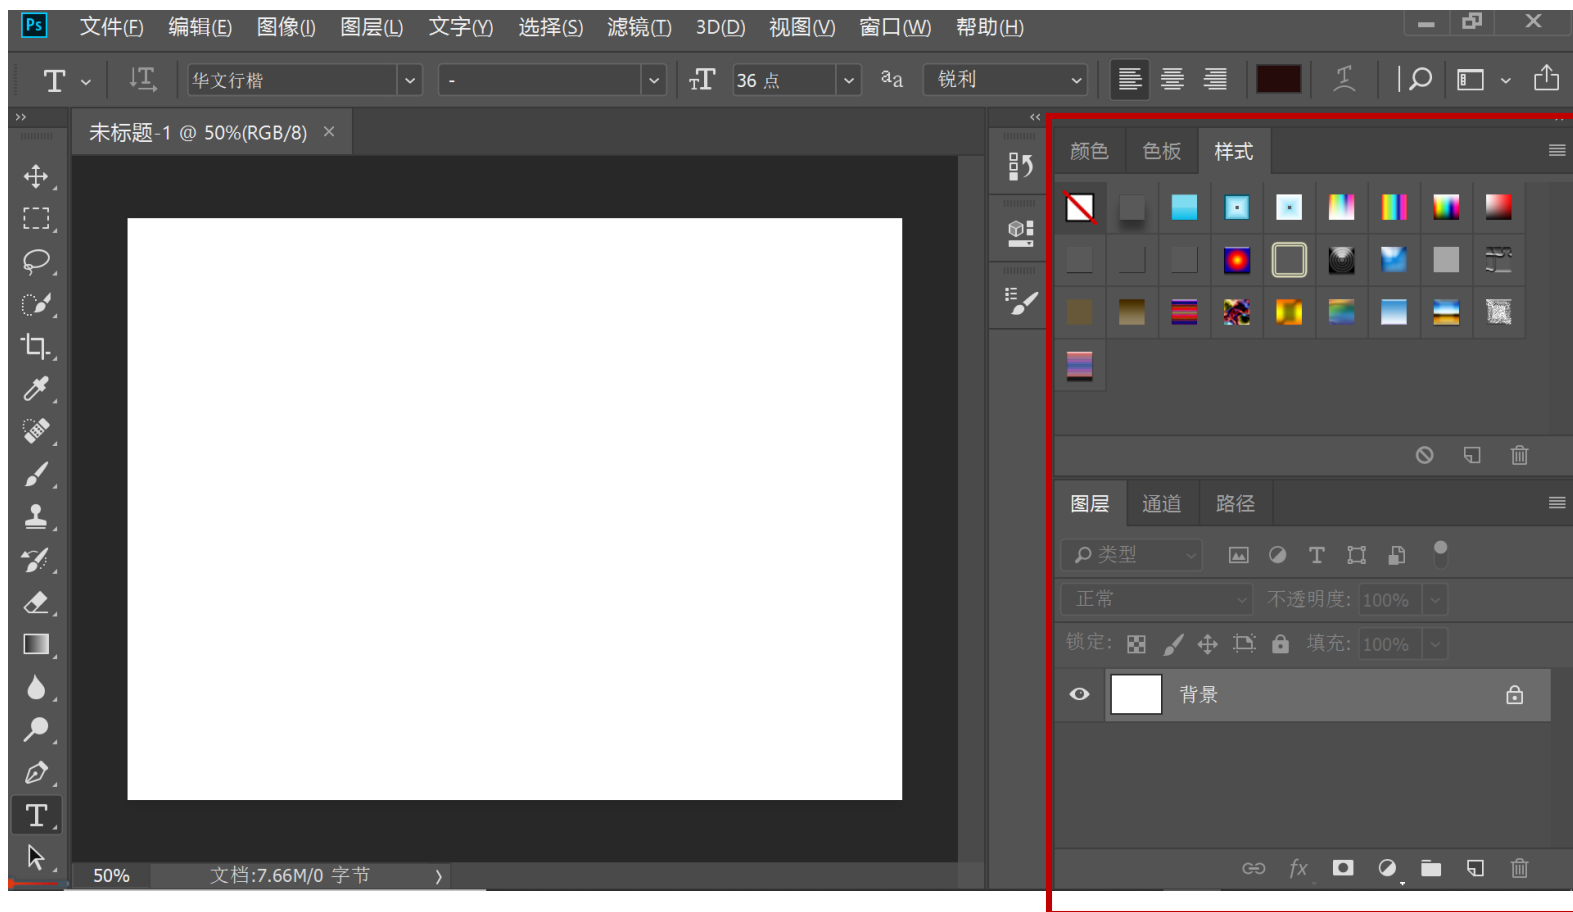 Ps 文件(F) 编辑(E) 图像(I) 图层(L) 文字(Y) 选择(S) 滤镜(T) 3D(D) 视图(V) 窗口(W) 帮助(H)
T 华文行楷 - 36 点 aa 锐利
未标题-1 @ 50%(RGB/8) ×
颜色 色板 样式
图层 通道 路径
类型
正常 不透明度: 100%
锁定: 填充: 100%
背景
50% 文档:7.66M/0 字节
fx